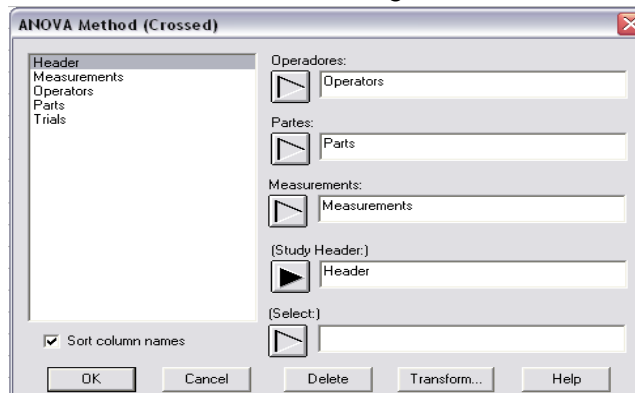 ANOVA Method (Crossed)
Header
Measurements
Operators
Parts
Trials
Sort column names
Operadores:
Operators
Partes:
Parts
Measurements:
Measurements
(Study Header:)
Header
(Select:)
OK
Cancel
Delete
Transform...
Help